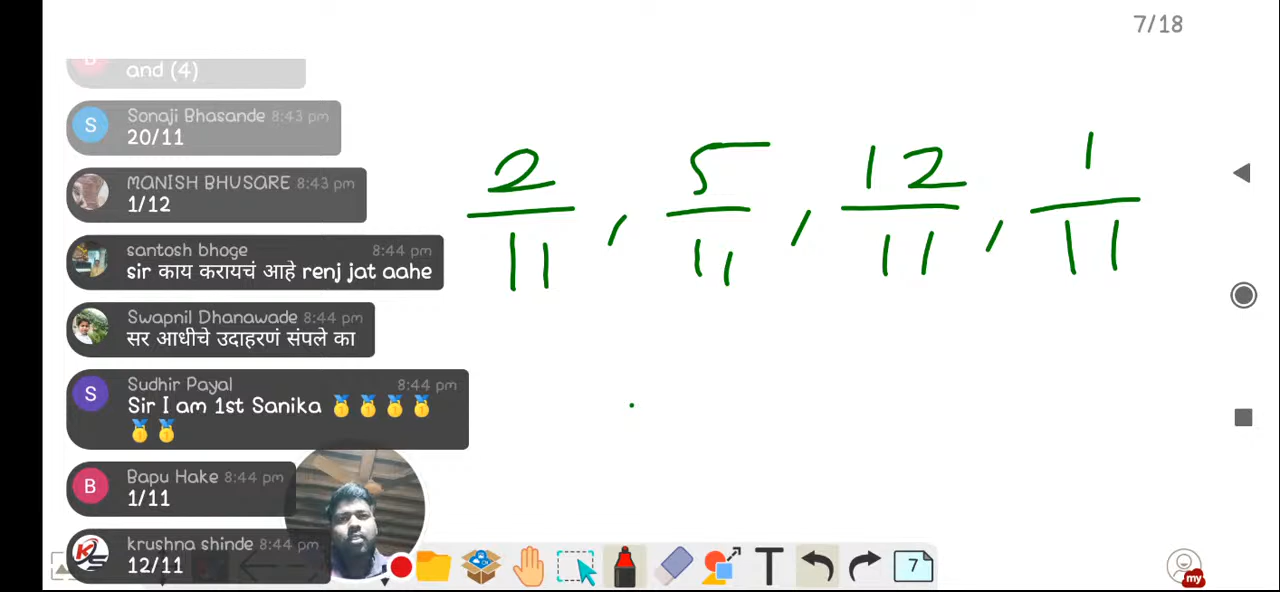 7/18
and (4)
Sonaji Bhasande 8:43 pm
20/11
MANISH BHUSARE 8:43 pm
1/12
santosh bhoge 8:44 pm
sir काय करायचं आहे renj jat aahe
Swapnil Dhanawade 8:44 pm
सर आधीचे उदाहरणं संपले का
Sudhir Payal 8:44 pm
Sir I am 1st Sanika 🥇🥇🥇🥇
🥇🥇
Bapu Hake 8:44 pm
1/11
krushna shinde 8:44 pm
12/11
2/11, 5/11, 12/11, 1/11
T
7
my